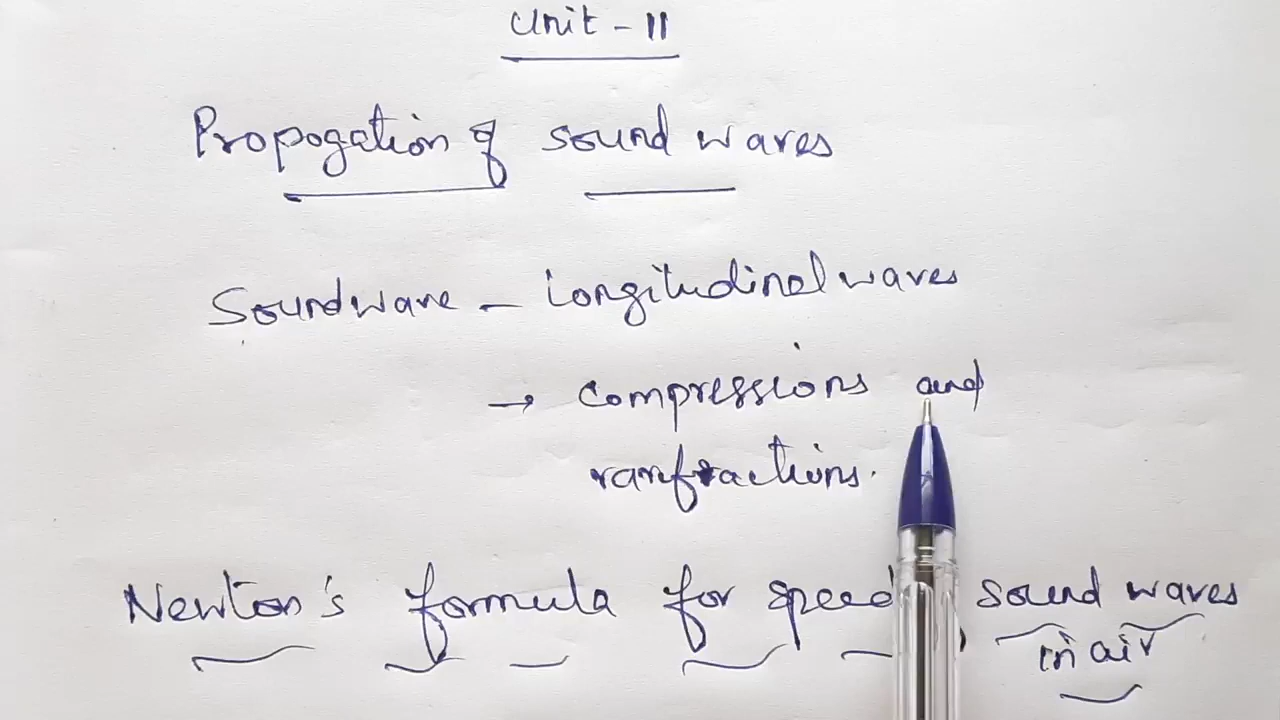 Unit - II
Propogation of sound waves
Soundwave - longitudinal waves
→ compressions and
ranfractions.
Newton's formula for speed sound waves
in air